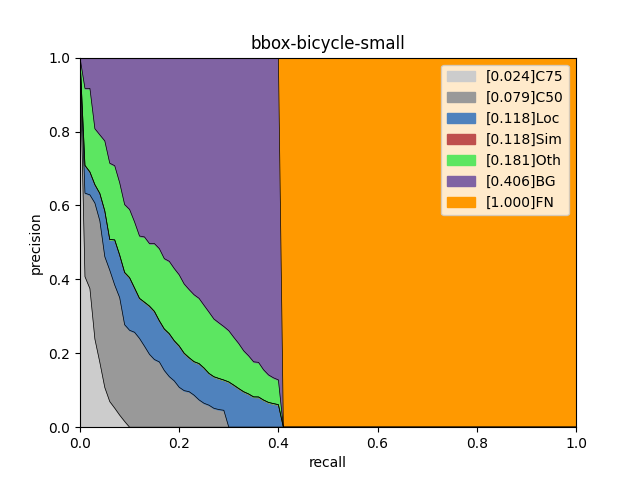 bbox-bicycle-small
1.0
0.8
0.6
0.4
0.2
0.0
precision
[0.024]C75
[0.079]C50
[0.118]Loc
[0.118]Sim
[0.181]Oth
[0.406]BG
[1.000]FN
0.0 0.2 0.4 0.6 0.8 1.0
recall